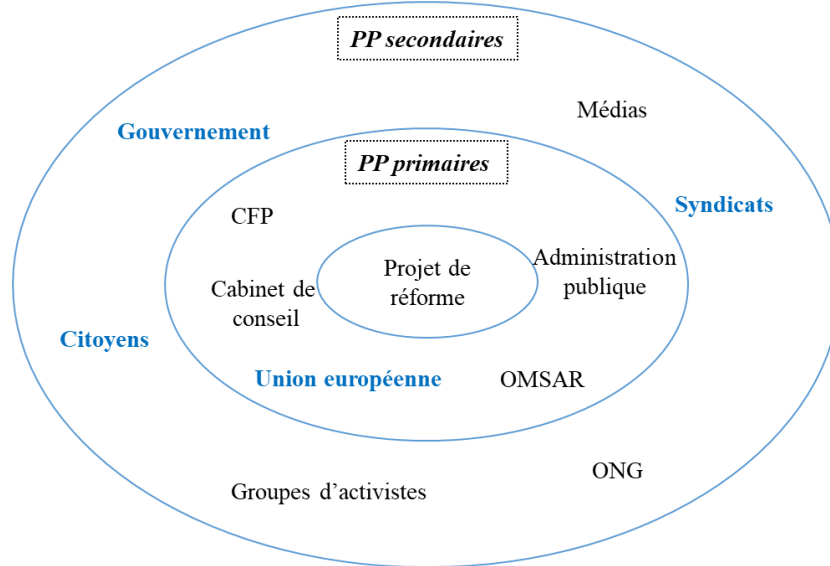 PP secondaires
Médias
Gouvernement
PP primaires
Syndicats
CFP
Projet de
réforme
Administration
publique
Cabinet de
conseil
Citoyens
Union européenne
OMSAR
ONG
Groupes d’activistes